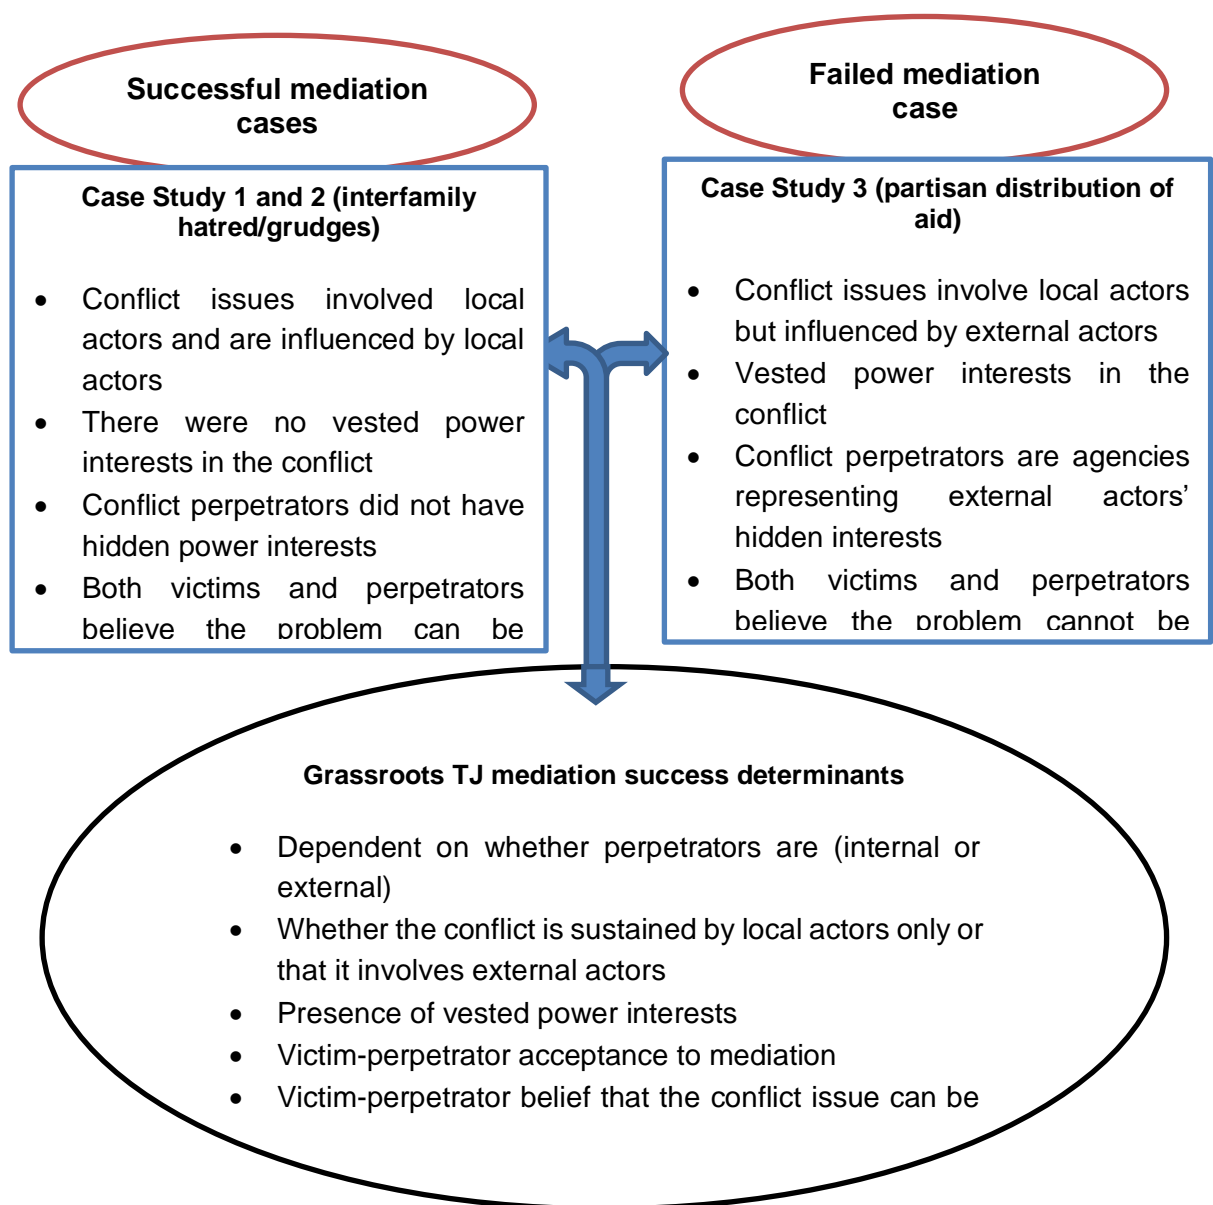 Successful mediation
cases
Failed mediation
case
Case Study 1 and 2 (interfamily
hatred/grudges)
• Conflict issues involved local
actors and are influenced by local
actors
• There were no vested power
interests in the conflict
• Conflict perpetrators did not have
hidden power interests
• Both victims and perpetrators
believe the problem can be
Case Study 3 (partisan distribution of
aid)
• Conflict issues involve local actors
but influenced by external actors
• Vested power interests in the
conflict
• Conflict perpetrators are agencies
representing external actors’
hidden interests
• Both victims and perpetrators
believe the problem cannot be
Grassroots TJ mediation success determinants
• Dependent on whether perpetrators are (internal or
external)
• Whether the conflict is sustained by local actors only or
that it involves external actors
• Presence of vested power interests
• Victim-perpetrator acceptance to mediation
• Victim-perpetrator belief that the conflict issue can be